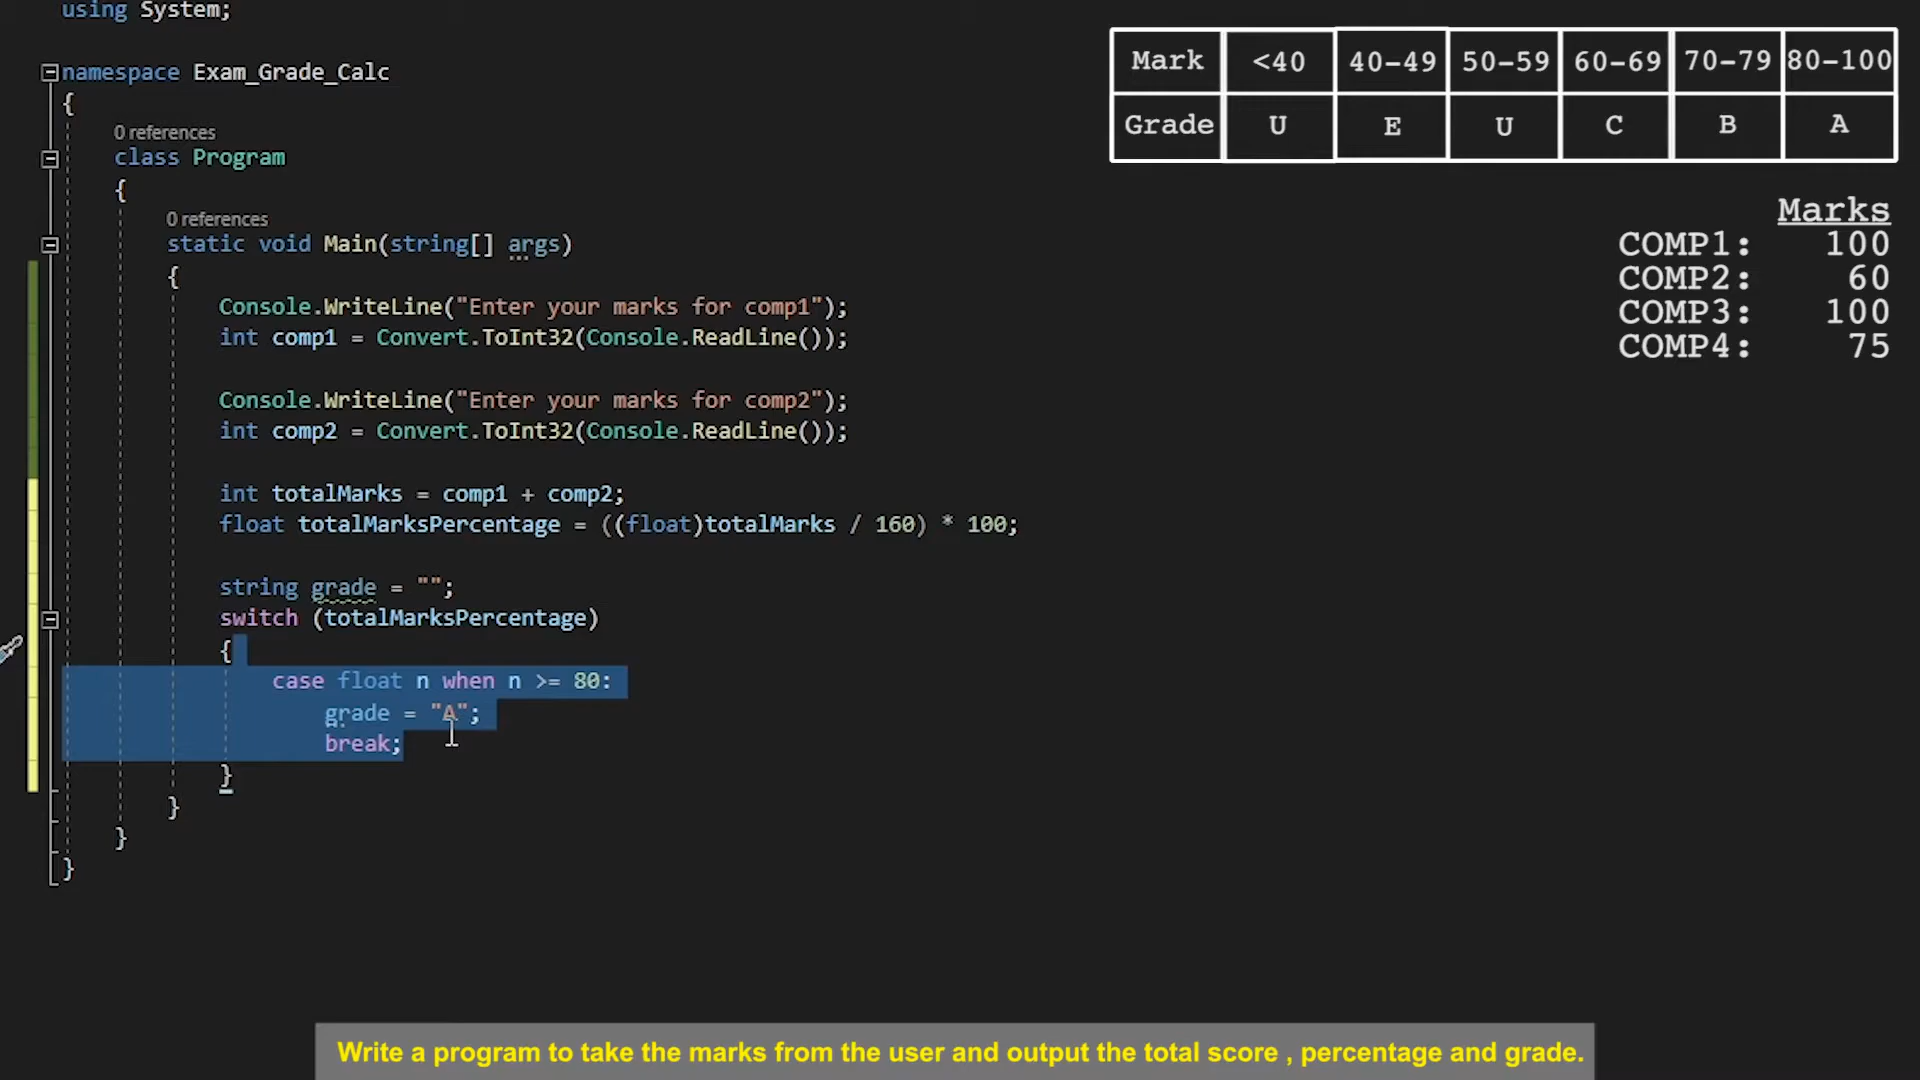 using System;
namespace Exam_Grade_Calc
{
0 references
class Program
{
0 references
static void Main(string[] args)
{
Console.WriteLine("Enter your marks for comp1");
int comp1 = Convert.ToInt32(Console.ReadLine());
Console.WriteLine("Enter your marks for comp2");
int comp2 = Convert.ToInt32(Console.ReadLine());
int totalMarks = comp1 + comp2;
float totalMarksPercentage = ((float)totalMarks / 160) * 100;
string grade = "";
switch (totalMarksPercentage)
{
case float n when n >= 80:
grade = "A";
break;
}
}
}
}
Mark <40 40-49 50-59 60-69 70-79 80-100
Grade U E U C B A
Marks
COMP1: 100
COMP2: 60
COMP3: 100
COMP4: 75
Write a program to take the marks from the user and output the total score , percentage and grade.